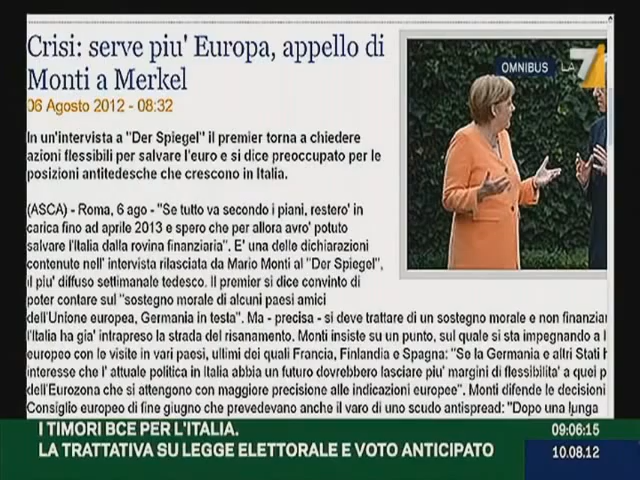 Crisi: serve piu' Europa, appello di
Monti a Merkel
06 Agosto 2012 - 08:32
OMNIBUS LA 7
In un'intervista a "Der Spiegel" il premier torna a chiedere
azioni flessibili per salvare l'euro e si dice preoccupato per le
posizioni antitedesche che crescono in Italia.
(ASCA) - Roma, 6 ago - "Se tutto va secondo i piani, restero' in
carica fino ad aprile 2013 e spero che per allora avro' potuto
salvare l'Italia dalla rovina finanziaria". E' una delle dichiarazioni
contenute nell' intervista rilasciata da Mario Monti al "Der Spiegel",
il piu' diffuso settimanale tedesco. Il premier si dice convinto di
poter contare sul "sostegno morale di alcuni paesi amici
dell'Unione europea, Germania in testa". Ma - precisa - si deve trattare di un sostegno morale e non finanziar
l'Italia ha gia' intrapreso la strada del risanamento. Monti insiste su un punto, sul quale si sta impegnando a l
europeo con le visite in vari paesi, ultimi dei quali Francia, Finlandia e Spagna: "Se la Germania e altri Stati h
interesse che l' attuale politica in Italia abbia un futuro dovrebbero lasciare piu' margini di flessibilita' a quei p
dell'Eurozona che si attengono con maggiore precisione alle indicazioni europee". Monti difende le decisioni
Consiglio europeo di fine giugno che prevedevano anche il varo di uno scudo antispread: "Dopo una lunga
I TIMORI BCE PER L'ITALIA.
LA TRATTATIVA SU LEGGE ELETTORALE E VOTO ANTICIPATO
09:06:15
10.08.12